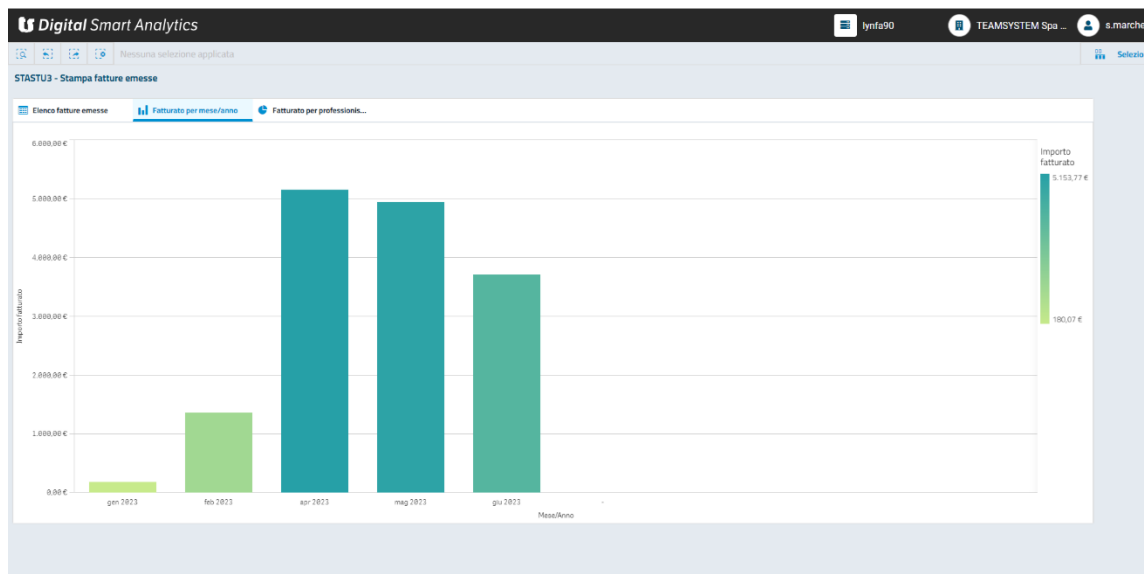 Digital Smart Analytics
lynfa90
TEAMSYSTEM Spa ...
s.marche
Nessuna selezione applicata
Selezio
STASTU3 - Stampa fatture emesse
Elenco fatture emesse
Fatturato per mese/anno
Fatturato per professionis...
Importo fatturato
6.000,00 €
5.000,00 €
4.000,00 €
3.000,00 €
2.000,00 €
1.000,00 €
0,00 €
gen 2023
feb 2023
apr 2023
mag 2023
giu 2023
-
Mese/Anno
Importo
fatturato
5.153,77 €
180,07 €